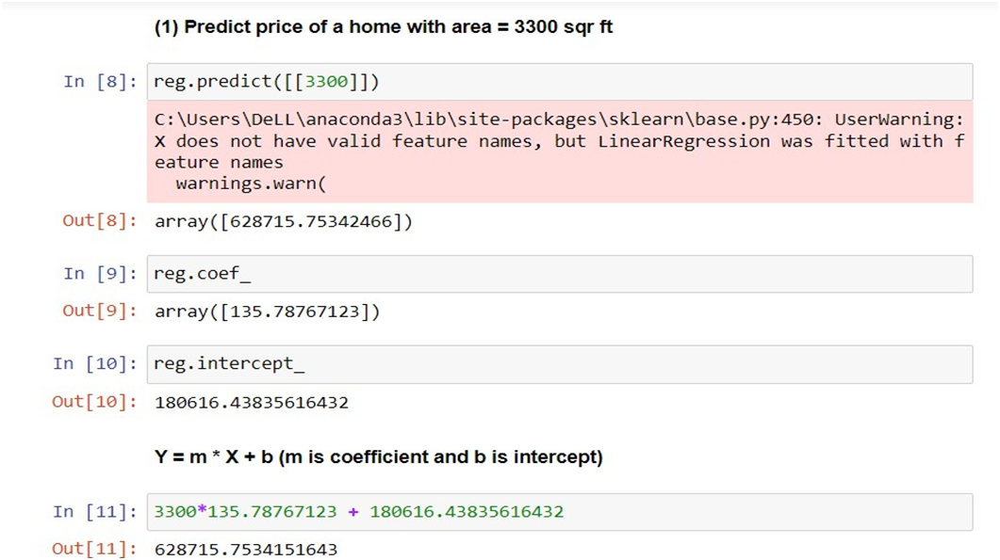 (1) Predict price of a home with area = 3300 sqr ft
In [8]: reg.predict([[3300]])
C:\Users\DeLL\anaconda3\lib\site-packages\sklearn\base.py:450: UserWarning:
X does not have valid feature names, but LinearRegression was fitted with f
eature names
  warnings.warn(
Out[8]: array([628715.75342466])
In [9]: reg.coef_
Out[9]: array([135.78767123])
In [10]: reg.intercept_
Out[10]: 180616.43835616432
Y = m * X + b (m is coefficient and b is intercept)
In [11]: 3300*135.78767123 + 180616.43835616432
Out[11]: 628715.7534151643